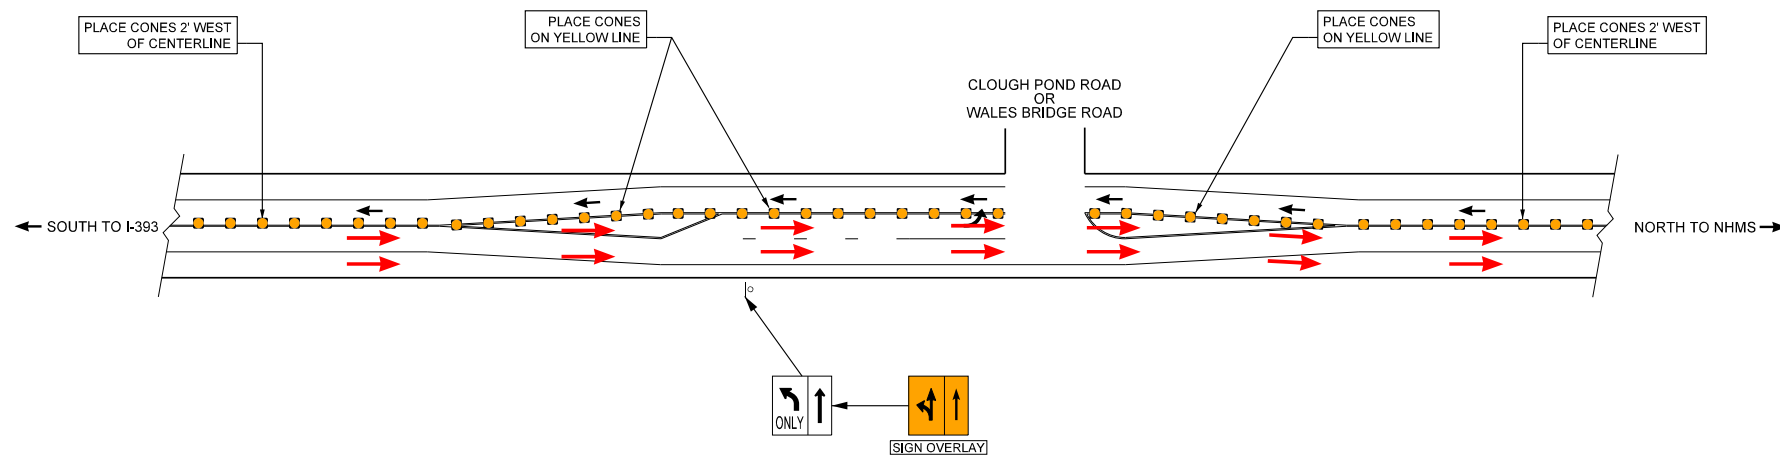 PLACE CONES 2' WEST
OF CENTERLINE
PLACE CONES
ON YELLOW LINE
PLACE CONES
ON YELLOW LINE
PLACE CONES 2' WEST
OF CENTERLINE
CLOUGH POND ROAD
OR
WALES BRIDGE ROAD
SOUTH TO I-393
NORTH TO NHMS
ONLY
SIGN OVERLAY